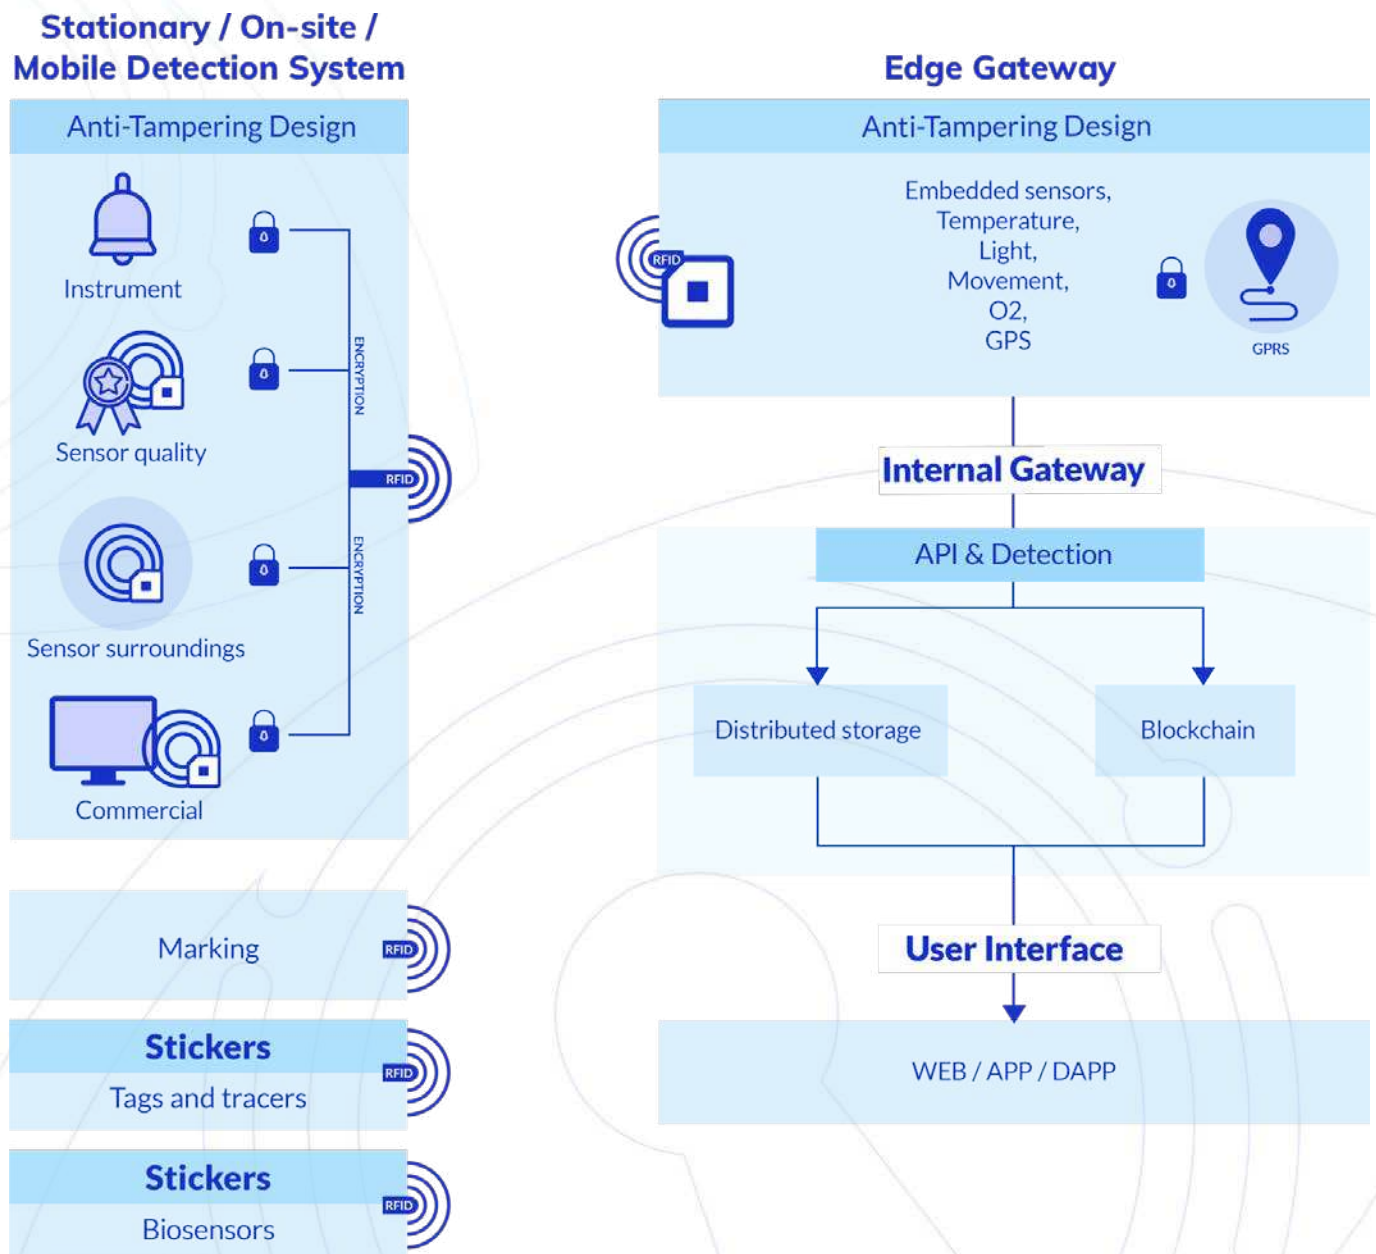 Stationary / On-site /
Mobile Detection System
Anti-Tampering Design
Instrument
Sensor quality
Sensor surroundings
Commercial
ENCRYPTION
ENCRYPTION
RFID
Marking
RFID
Stickers
Tags and tracers
RFID
Stickers
Biosensors
RFID
Edge Gateway
Anti-Tampering Design
RFID
Embedded sensors,
Temperature,
Light,
Movement,
O2,
GPS
GPRS
Internal Gateway
API & Detection
Distributed storage
Blockchain
User Interface
WEB / APP / DAPP